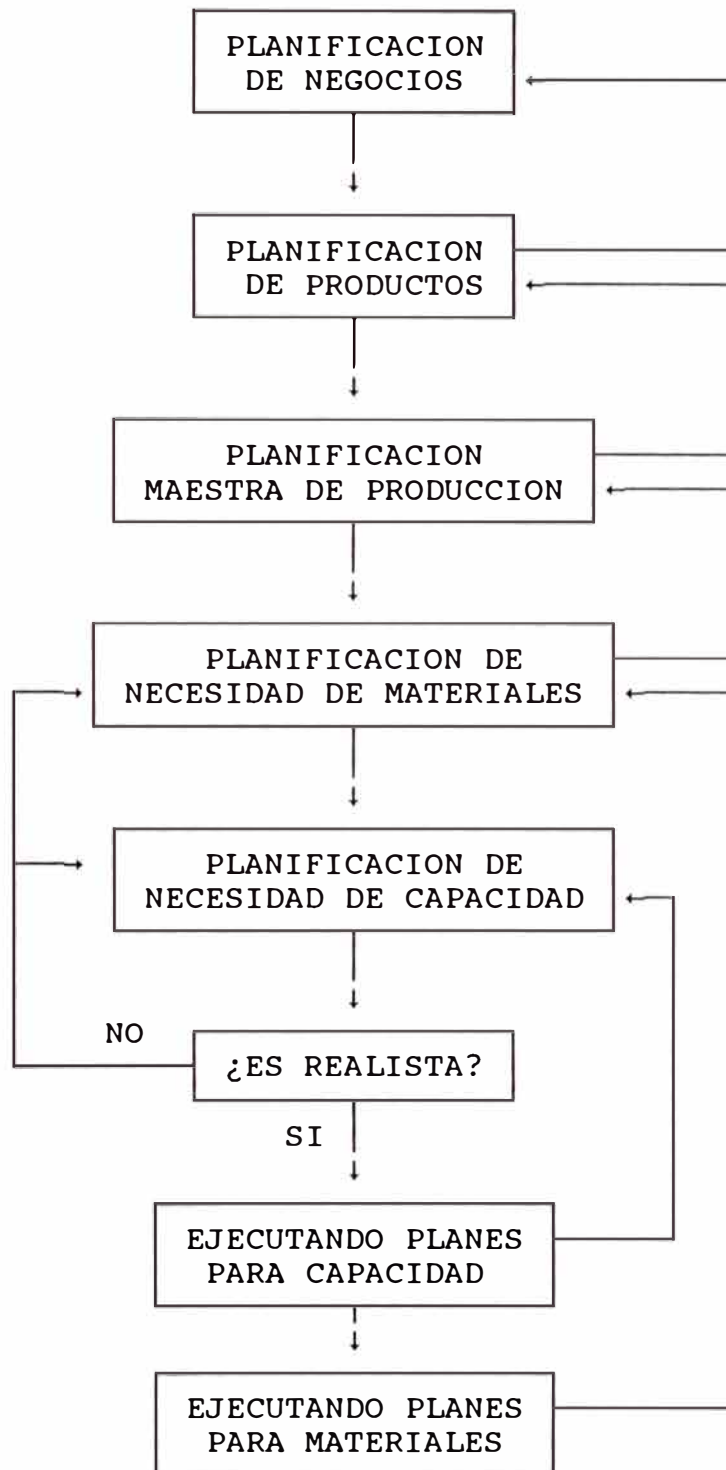 PLANIFICACION
DE NEGOCIOS
PLANIFICACION
DE PRODUCTOS
PLANIFICACION
MAESTRA DE PRODUCCION
PLANIFICACION DE
NECESIDAD DE MATERIALES
PLANIFICACION DE
NECESIDAD DE CAPACIDAD
NO
¿ES REALISTA?
SI
EJECUTANDO PLANES
PARA CAPACIDAD
EJECUTANDO PLANES
PARA MATERIALES